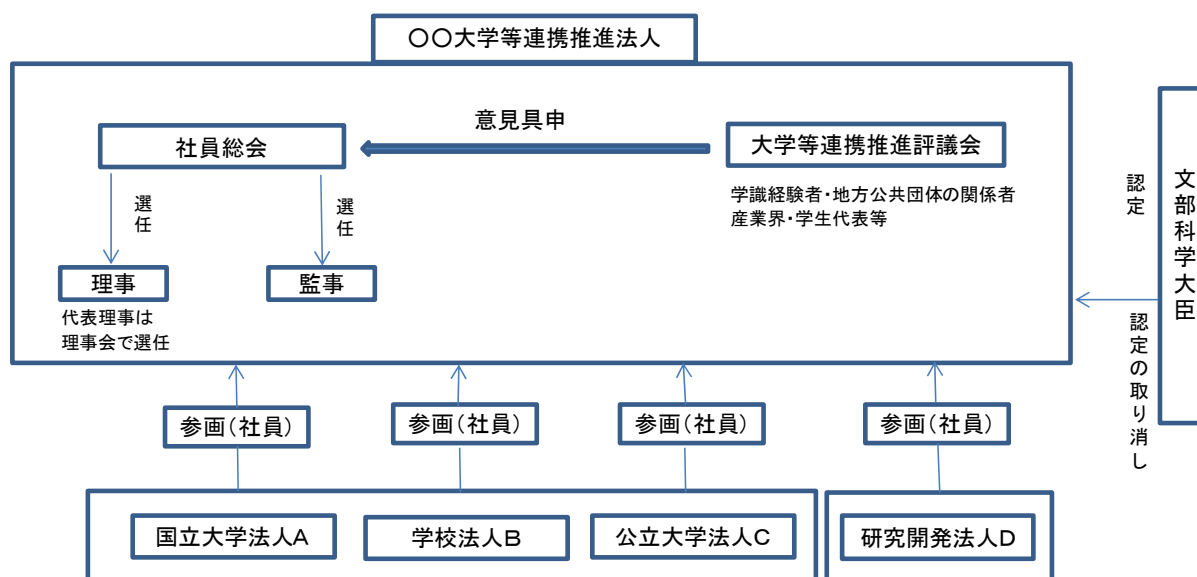 〇〇大学等連携推進法人
意見具申
社員総会
大学等連携推進評議会
学識経験者・地方公共団体の関係者
産業界・学生代表等
選任
選任
理事
監事
代表理事は
理事会で選任
認定
文部科学大臣
認定の取り消し
参画(社員)
参画(社員)
参画(社員)
参画(社員)
国立大学法人A
学校法人B
公立大学法人C
研究開発法人D